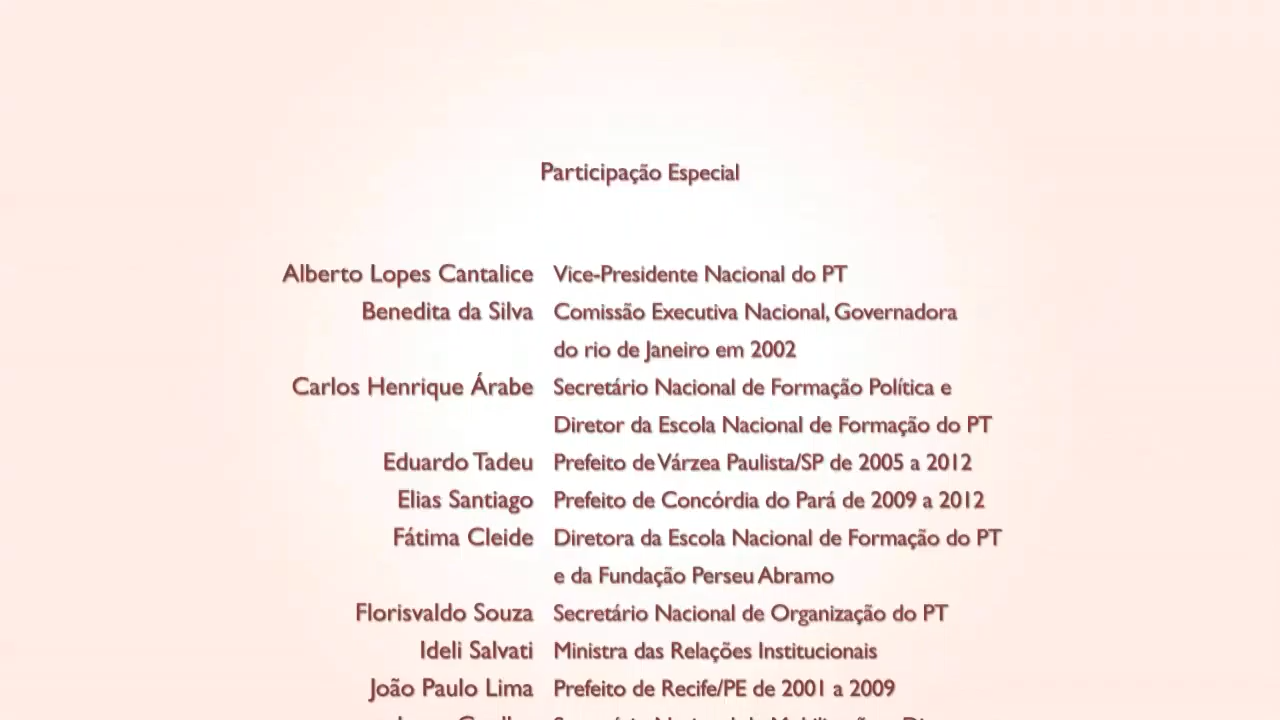 Participação Especial
Alberto Lopes Cantalice Vice-Presidente Nacional do PT
Benedita da Silva Comissão Executiva Nacional, Governadora
do rio de Janeiro em 2002
Carlos Henrique Árabe Secretário Nacional de Formação Política e
Diretor da Escola Nacional de Formação do PT
Eduardo Tadeu Prefeito de Várzea Paulista/SP de 2005 a 2012
Elias Santiago Prefeito de Concórdia do Pará de 2009 a 2012
Fátima Cleide Diretora da Escola Nacional de Formação do PT
e da Fundação Perseu Abramo
Florisvaldo Souza Secretário Nacional de Organização do PT
Ideli Salvati Ministra das Relações Institucionais
João Paulo Lima Prefeito de Recife/PE de 2001 a 2009